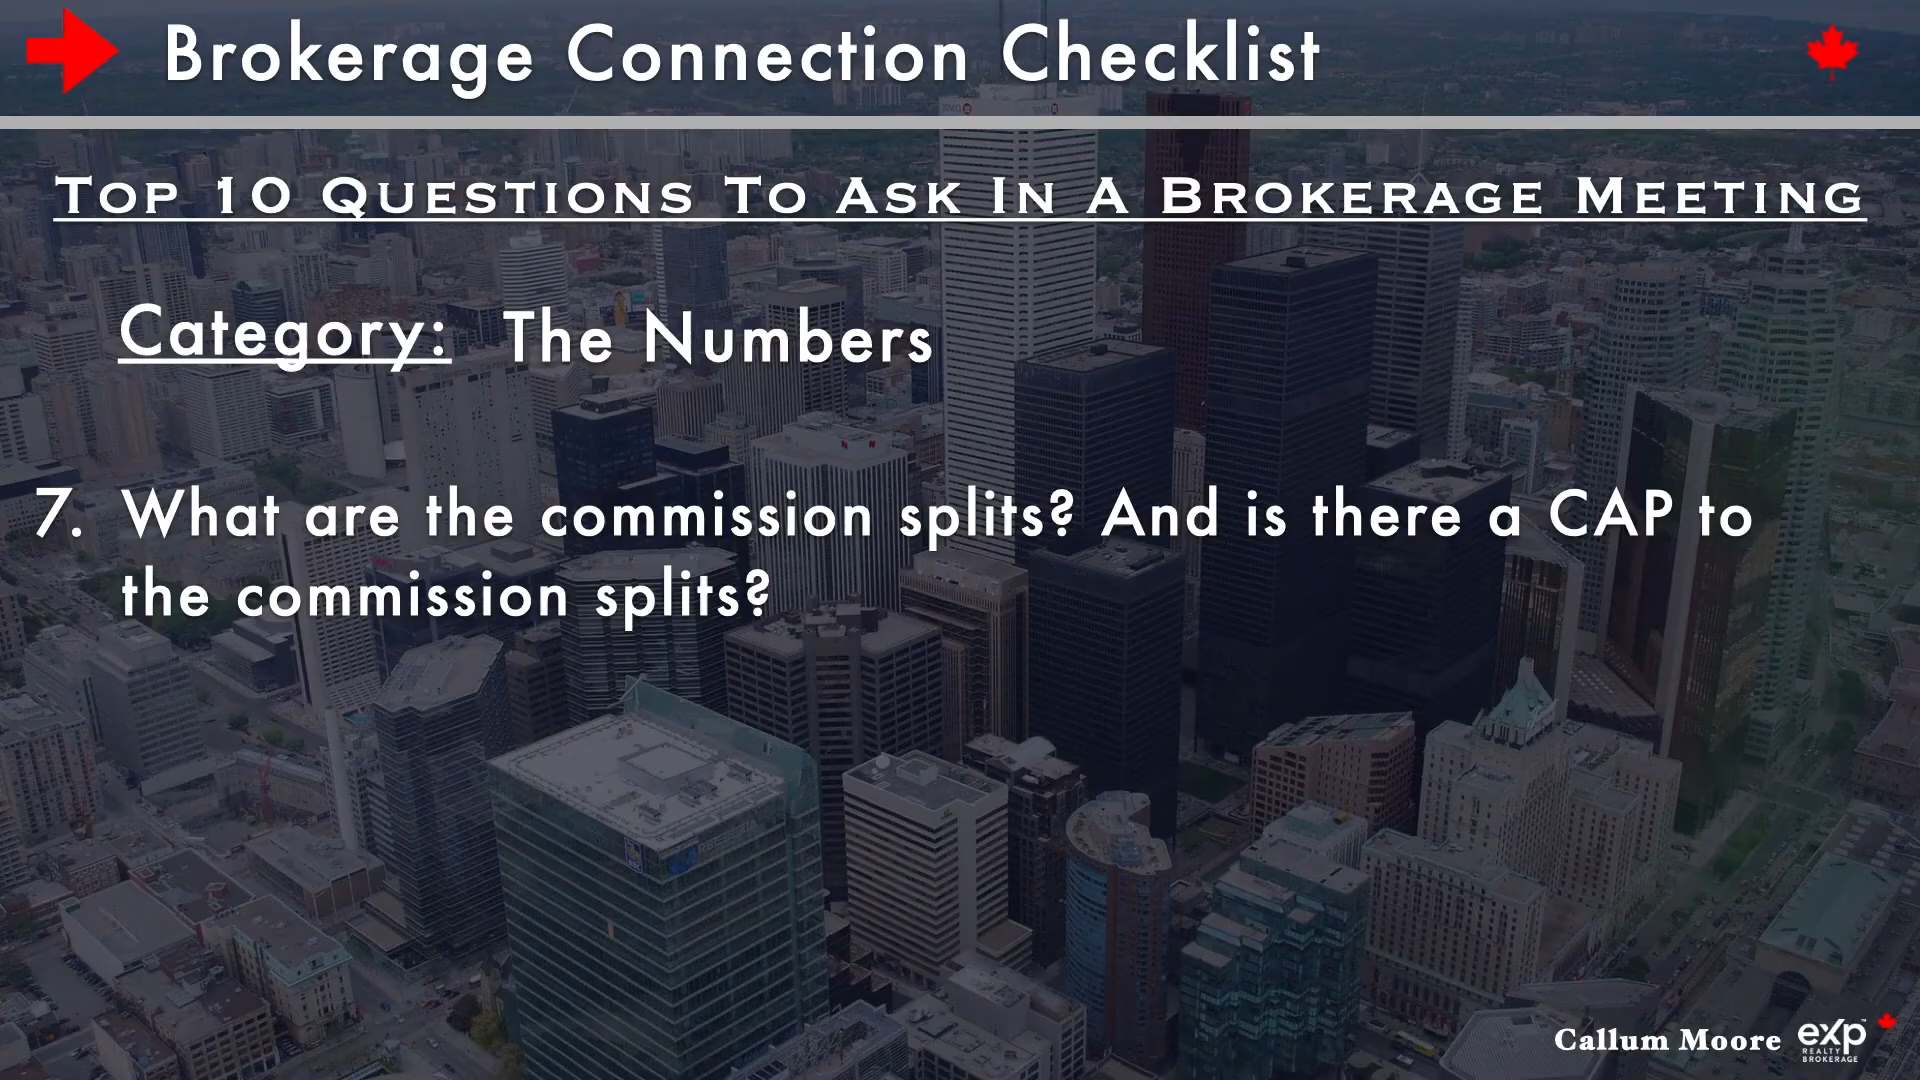 Brokerage Connection Checklist
Top 10 Questions To Ask In A Brokerage Meeting
Category: The Numbers
7. What are the commission splits? And is there a CAP to
the commission splits?
Callum Moore
eXp
REALTY
BROKERAGE